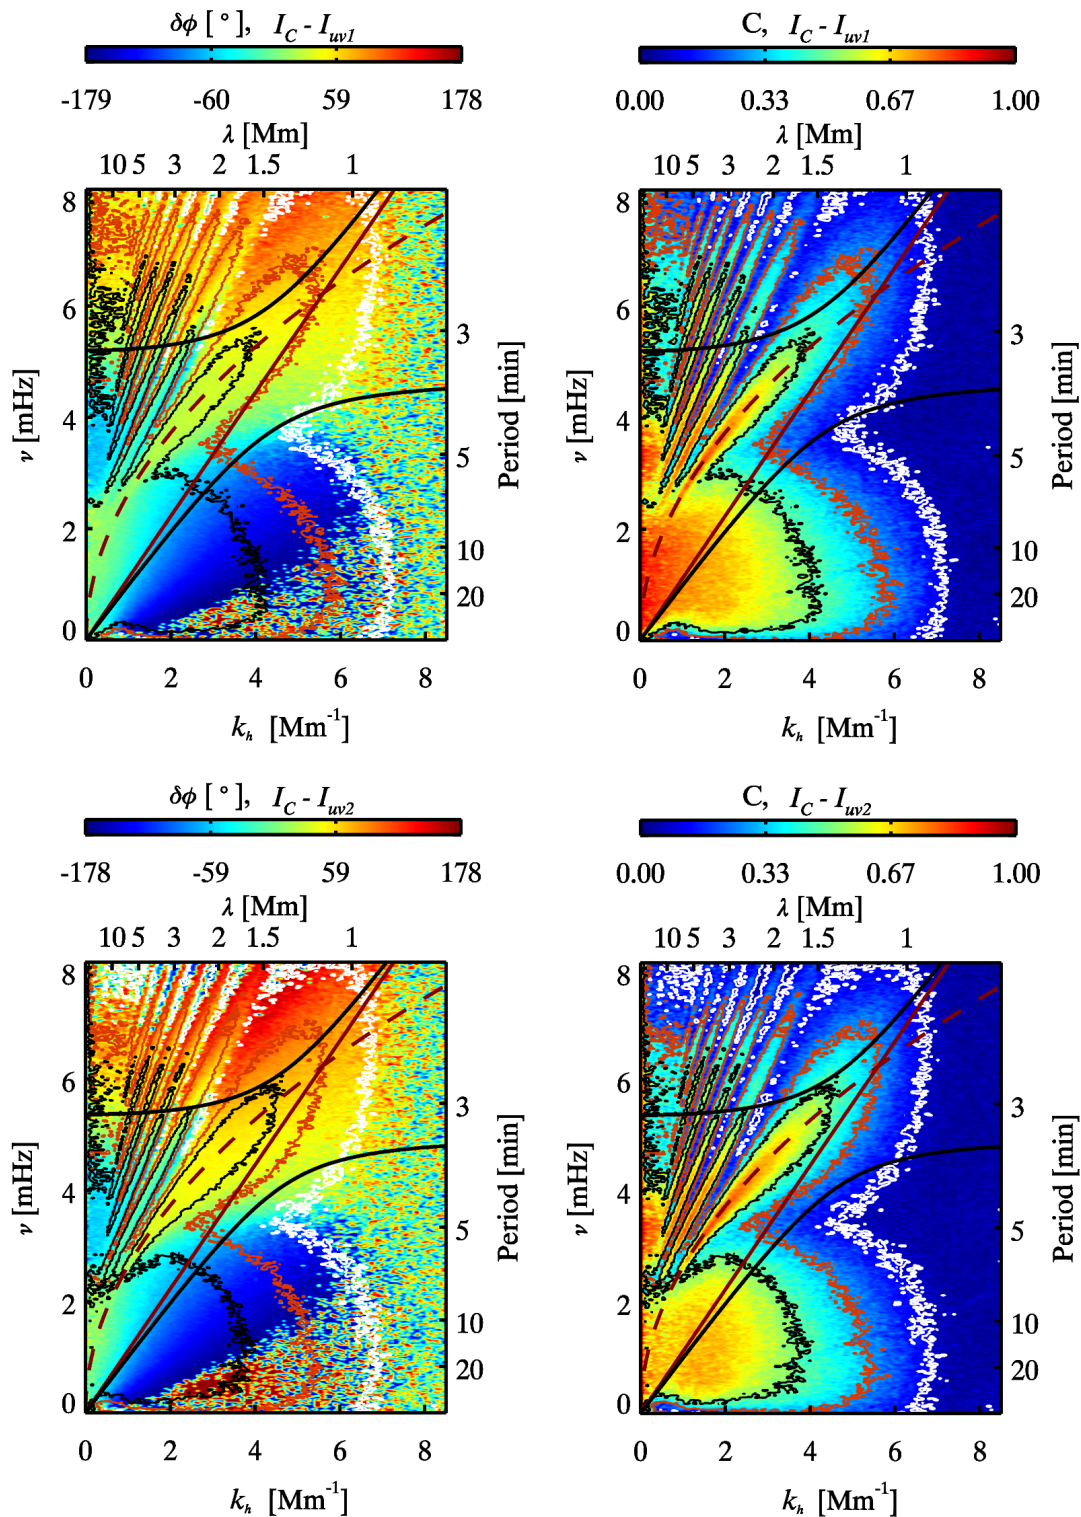 δϕ [ ° ], I_C - I_uv1
-179 -60 59 178
λ [Mm]
10 5 3 2 1.5 1
8
6
4
2
0
ν [mHz]
3
5
10
20
Period [min]
0 2 4 6 8
k_h [Mm^-1]
C, I_C - I_uv1
0.00 0.33 0.67 1.00
λ [Mm]
10 5 3 2 1.5 1
8
6
4
2
0
ν [mHz]
3
5
10
20
Period [min]
0 2 4 6 8
k_h [Mm^-1]
δϕ [ ° ], I_C - I_uv2
-178 -59 59 178
λ [Mm]
10 5 3 2 1.5 1
8
6
4
2
0
ν [mHz]
3
5
10
20
Period [min]
0 2 4 6 8
k_h [Mm^-1]
C, I_C - I_uv2
0.00 0.33 0.67 1.00
λ [Mm]
10 5 3 2 1.5 1
8
6
4
2
0
ν [mHz]
3
5
10
20
Period [min]
0 2 4 6 8
k_h [Mm^-1]